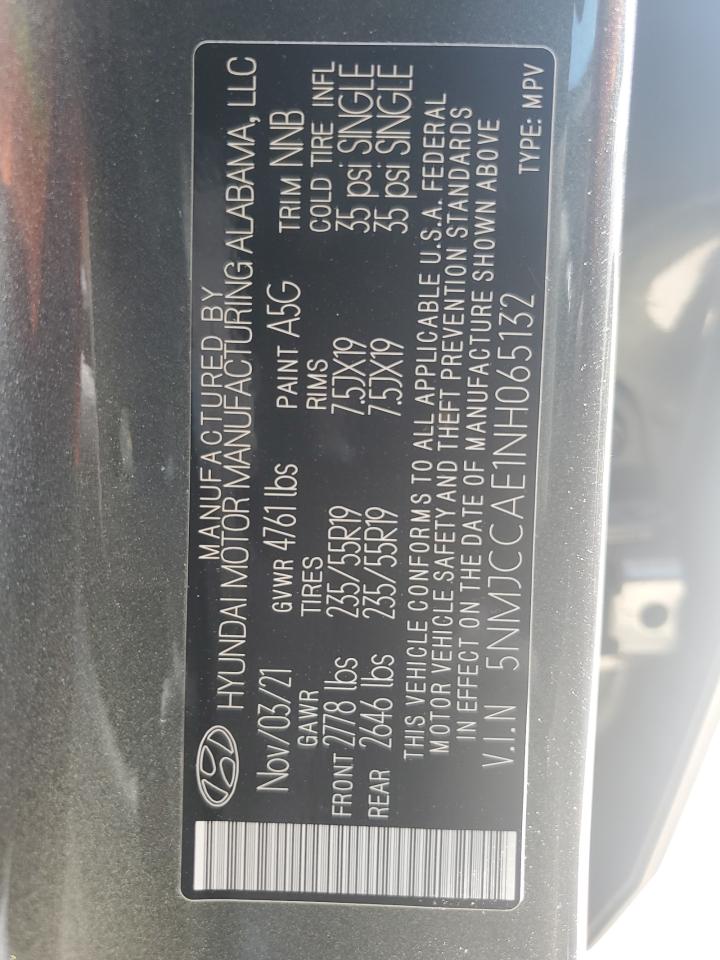 MANUFACTURED BY
HYUNDAI MOTOR MANUFACTURING ALABAMA, LLC
Nov/03/21 GVWR 4761 lbs PAINT A5G TRIM NNB
GAWR TIRES RIMS COLD TIRE INFL
FRONT 2778 lbs 235/55R19 7.5JX19 35 psi SINGLE
REAR 2646 lbs 235/55R19 7.5JX19 35 psi SINGLE
THIS VEHICLE CONFORMS TO ALL APPLICABLE U.S.A. FEDERAL
MOTOR VEHICLE SAFETY AND THEFT PREVENTION STANDARDS
IN EFFECT ON THE DATE OF MANUFACTURE SHOWN ABOVE
V.I.N 5NMJCCAE1NH065132 TYPE: MPV